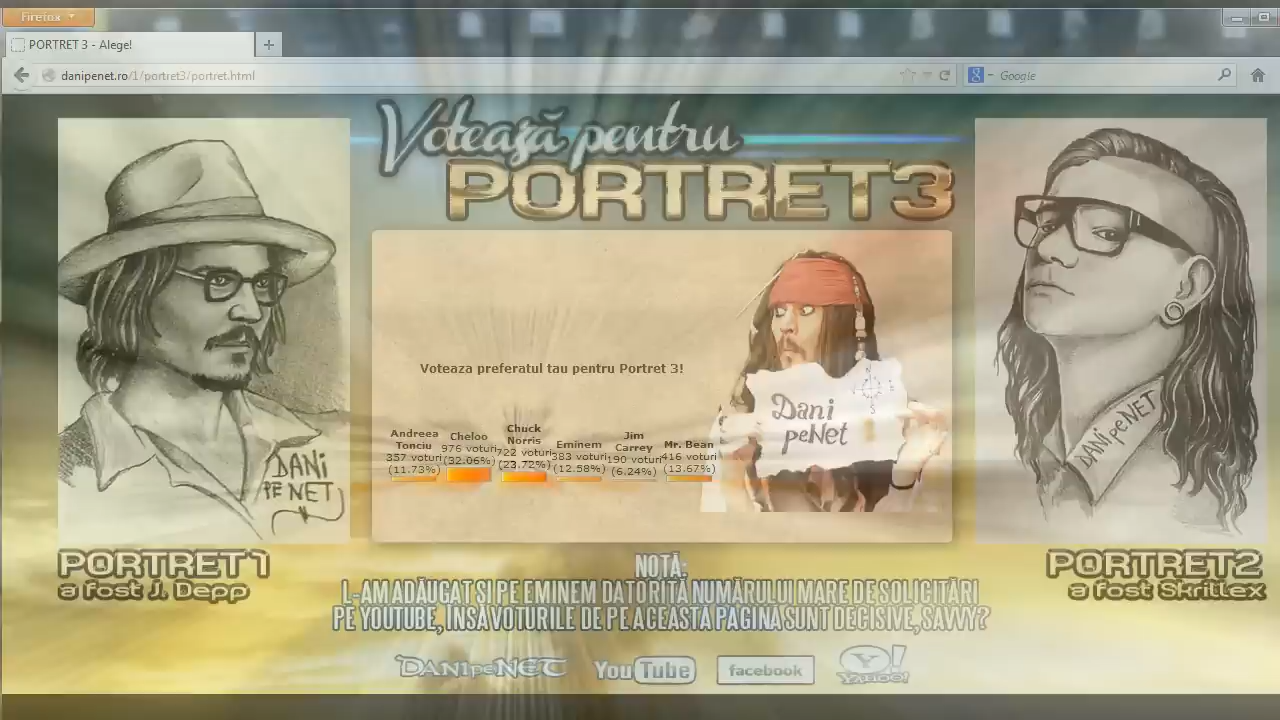 Firefox
PORTRET 3 - Alege!
danipenet.ro/1/portret3/portret.html
Google
Votează pentru
PORTRET3
Voteaza preferatul tau pentru Portret 3!
Andreea Tonciu
357 voturi
(11.73%)
Cheloo
976 voturi
(32.06%)
Chuck Norris
722 voturi
(23.72%)
Eminem
383 voturi
(12.58%)
Jim Carrey
190 voturi
(6.24%)
Mr. Bean
416 voturi
(13.67%)
N
S
Dani
peNet
DANi
PE NET
DANi peNET
PORTRET1
a fost J. Depp
PORTRET2
a fost Skrillex
NOTĂ:
L-AM ADĂUGAT ȘI PE EMINEM DATORITĂ NUMĂRULUI MARE DE SOLICITĂRI
PE YOUTUBE, ÎNSĂ VOTURILE DE PE ACEASTĂ PAGINĂ SUNT DECISIVE, SAVVY?
DANipeNET
YouTube
facebook
Y!
YAHOO!